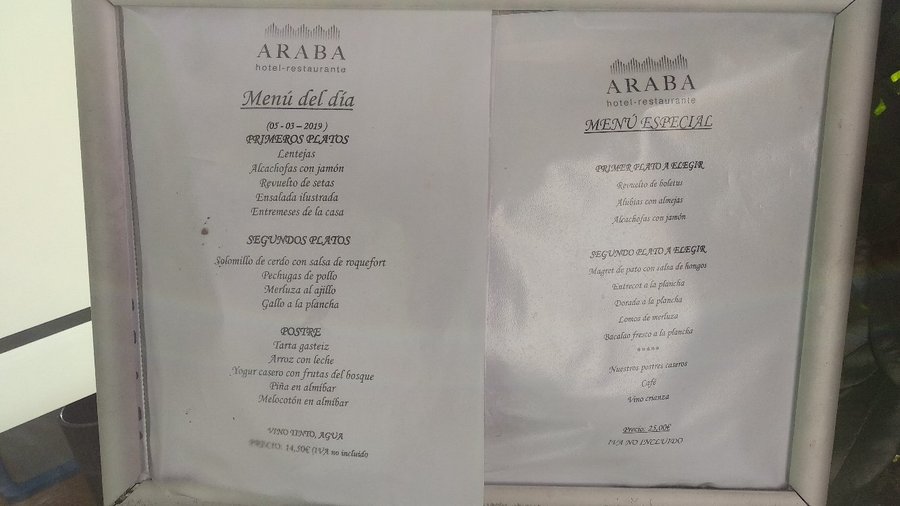 ARABA
hotel-restaurante
Menú del día
(05 - 03 - 2019)
PRIMEROS PLATOS
Lentejas
Alcachofas con jamón
Revuelto de setas
Ensalada ilustrada
Entremeses de la casa
SEGUNDOS PLATOS
Solomillo de cerdo con salsa de roquefort
Pechugas de pollo
Merluza al ajillo
Gallo a la plancha
POSTRE
Tarta gasteiz
Arroz con leche
Yogur casero con frutas del bosque
Piña en almíbar
Melocotón en almíbar
VINO TINTO, AGUA
PRECIO: 14,50€ (IVA no incluido
ARABA
hotel-restaurante
MENÚ ESPECIAL
PRIMER PLATO A ELEGIR
Revuelto de boletus
Alubias con almejas
Alcachofas con jamón
SEGUNDO PLATO A ELEGIR
Magret de pato con salsa de hongos
Entrecot a la plancha
Dorada a la plancha
Lomos de merluza
Bacalao fresco a la plancha
*****
Nuestros postres caseros
Café
Vino crianza
Precio: 25,00€
IVA NO INCLUIDO